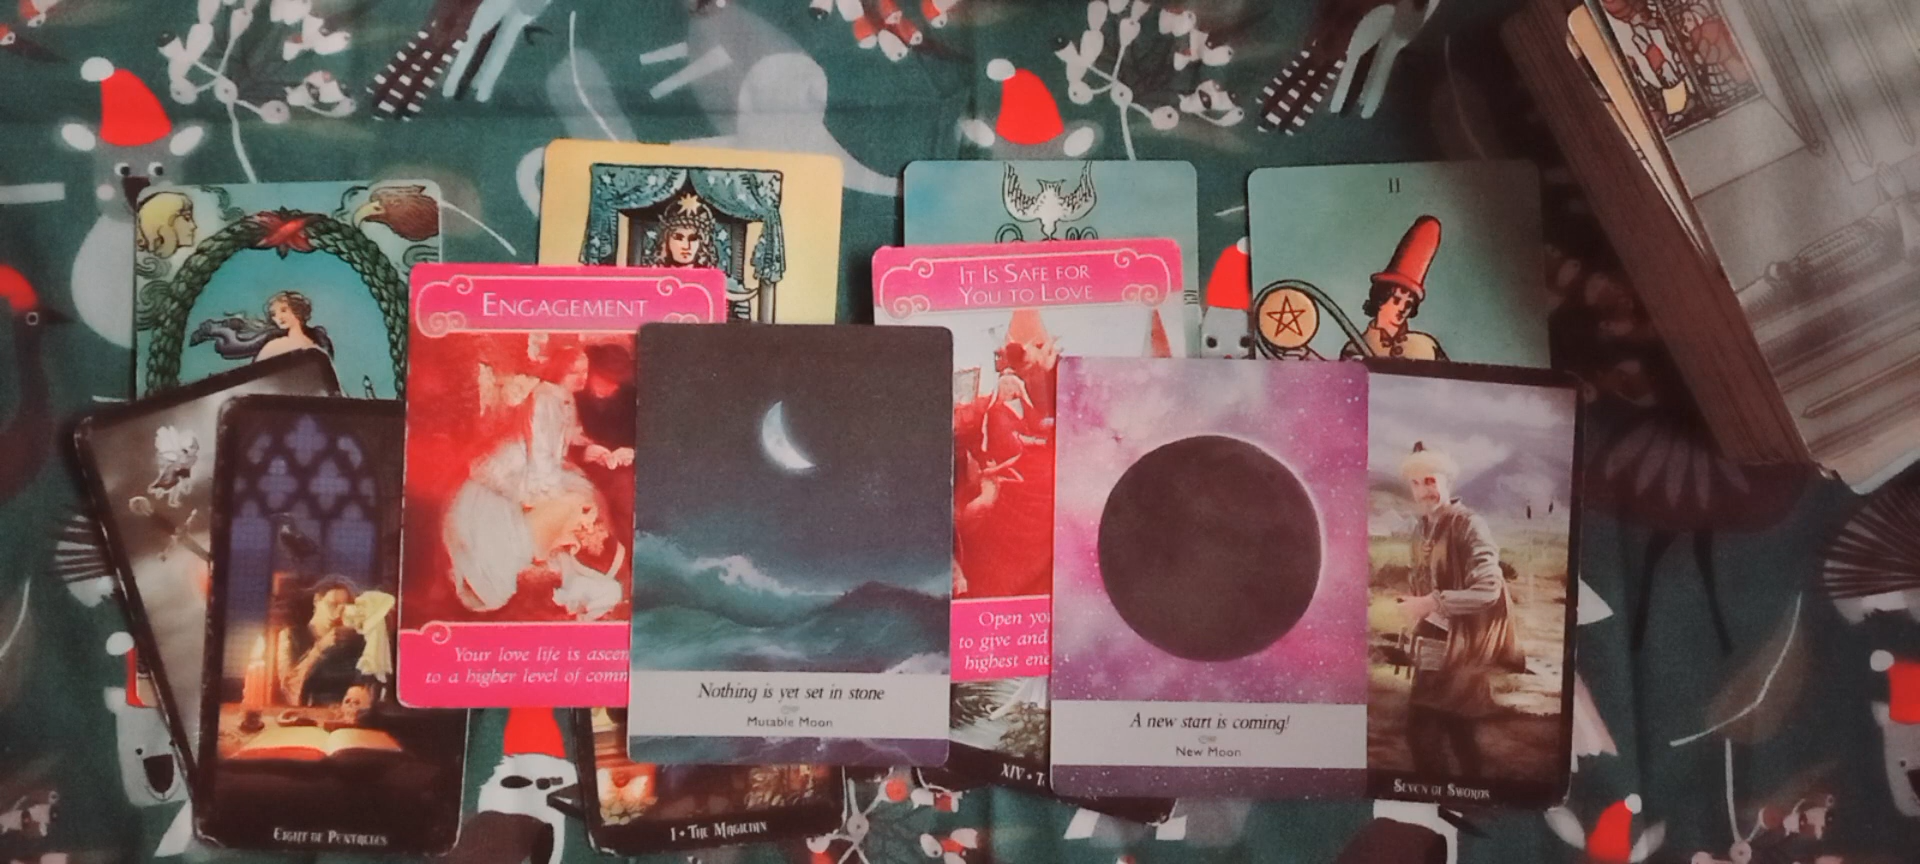 II
ENGAGEMENT
IT IS SAFE FOR
YOU TO LOVE
Your love life is ascen
to a higher level of comm
Nothing is yet set in stone
Mutable Moon
Open you
to give and
highest ene
A new start is coming!
New Moon
EIGHT OF PENTACLES
I • THE MAGICIAN
XIV • T
SEVEN OF SWORDS